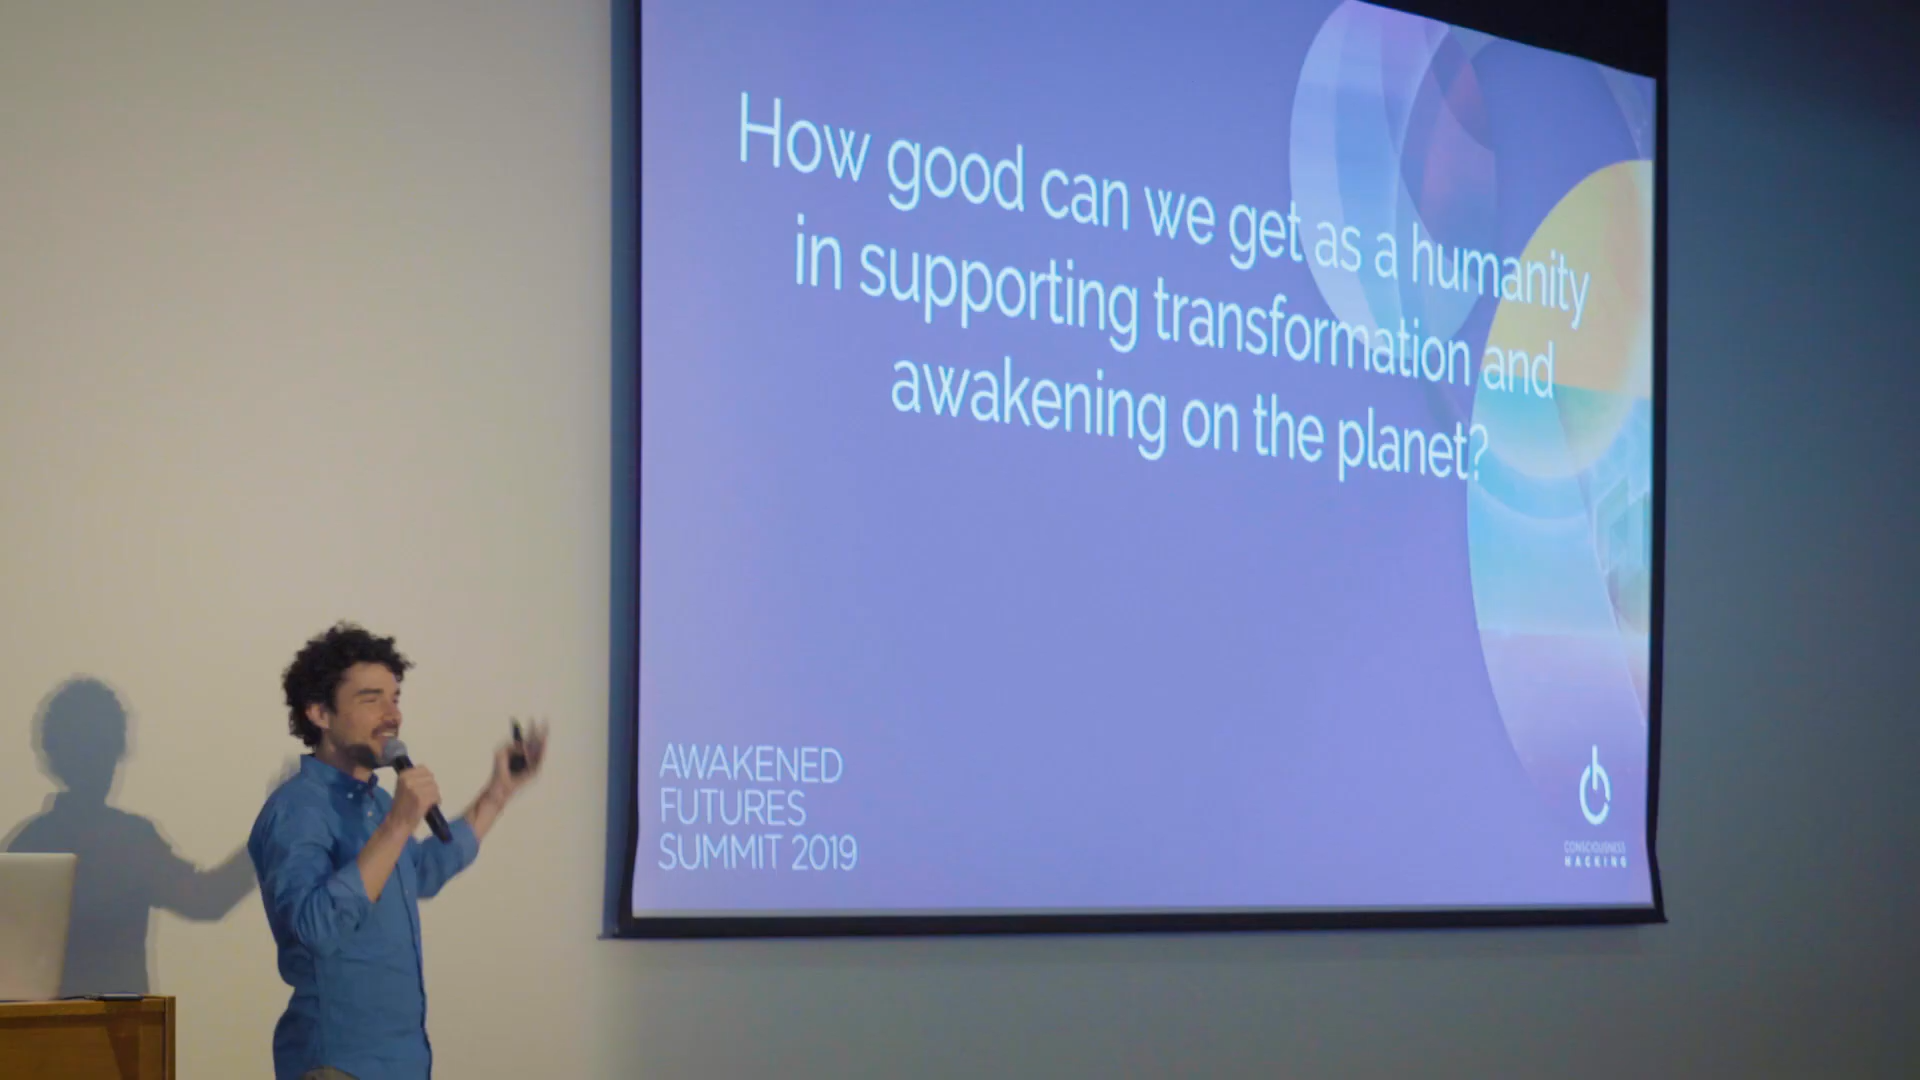 How good can we get as a humanity
in supporting transformation and
awakening on the planet?
AWAKENED
FUTURES
SUMMIT 2019
CONSCIOUSNESS
HACKING